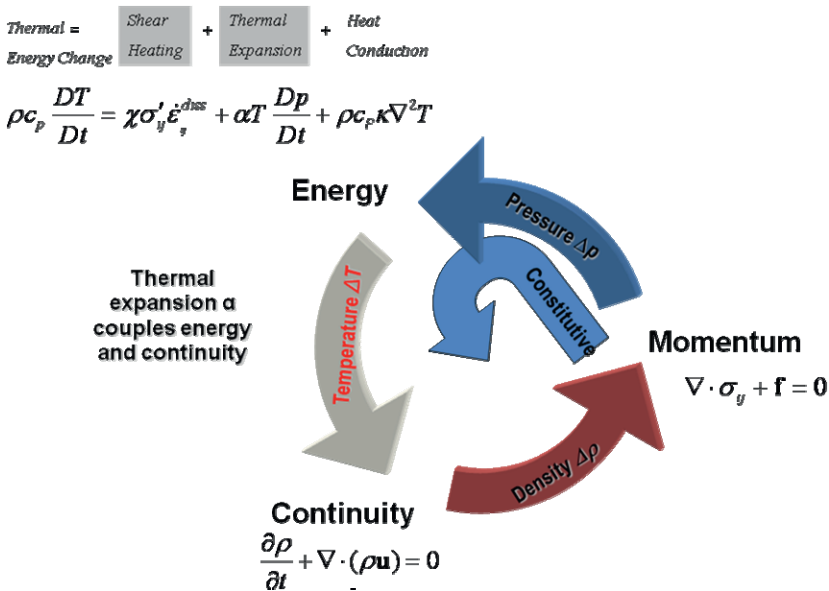 Thermal = Shear Heating + Thermal Expansion + Heat Conduction
Energy Change
ρc_p DT/Dt = χσ'_y ε̇_ij^diss + αT Dp/Dt + ρc_p κ∇²T
Energy
Pressure Δp
Constitutive
Temperature ΔT
Thermal
expansion α
couples energy
and continuity
Momentum
∇·σ_y + f = 0
Density Δρ
Continuity
∂ρ/∂t + ∇·(ρu) = 0